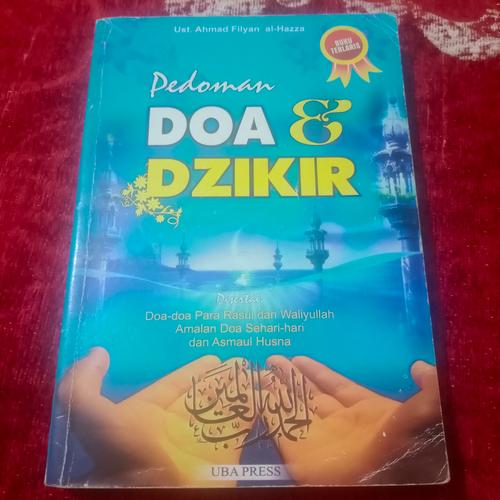 Ust. Ahmad Filyan al-Hazza
BUKU
TERLARIS
Pedoman
DOA &
DZIKIR
Disertai:
Doa-doa Para Rasul dan Waliyullah
Amalan Doa Sehari-hari
dan Asmaul Husna
الحمد لله رب العالمين
UBA PRESS